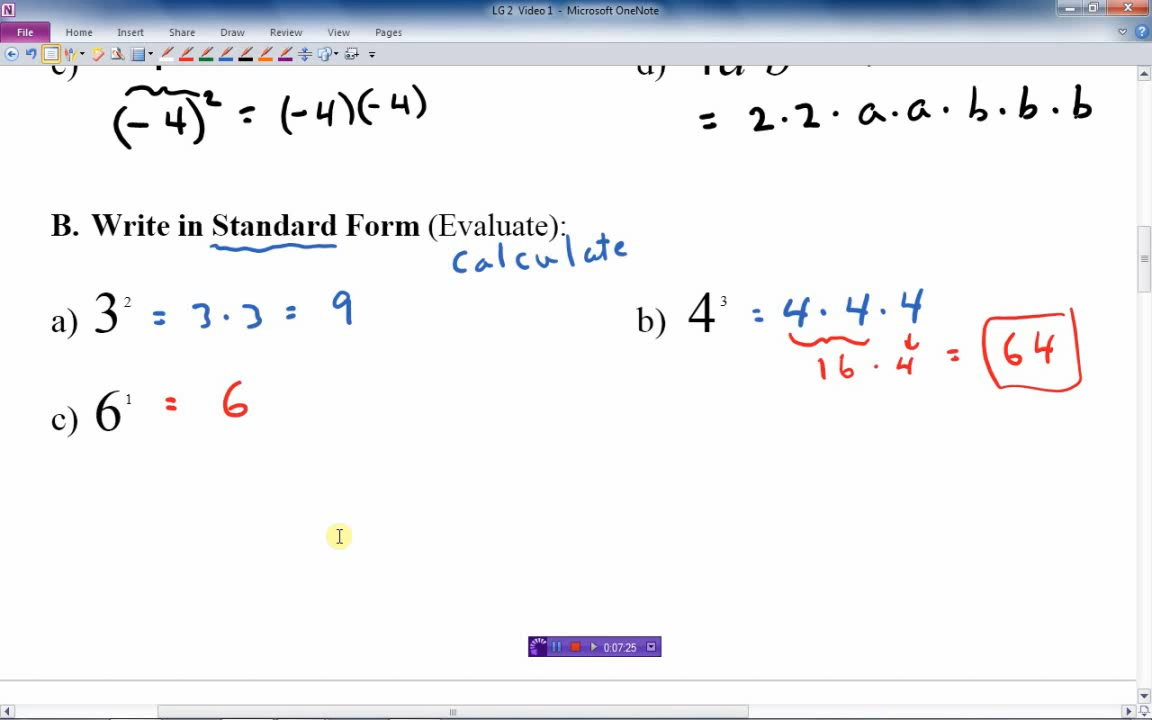 LG 2 Video 1 - Microsoft OneNote
File Home Insert Share Draw Review View Pages
(-4)² = (-4)(-4)
= 2·2·a·a·b·b·b
B. Write in Standard Form (Evaluate):
calculate
a) 3² = 3·3 = 9
b) 4³ = 4·4·4
16·4 = 64
c) 6¹ = 6
0:07:25